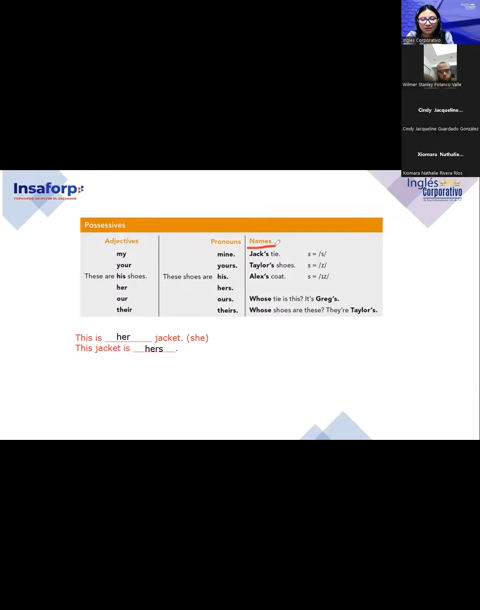 Inglés Corporativo
Wilmer Stanley Polanco Valle
Cindy Jacqueline...
Cindy Jacqueline Guardado González
Xiomara Nathalie...
Xiomara Nathalie Rivera Rios
Insaforp
Inglés
Corporativo
Possessives
Adjectives Pronouns Names
my mine. Jack's tie. s = /s/
your yours. Taylor's shoes. s = /z/
These are his shoes. These shoes are his. Alex's coat. s = /ɪz/
her hers.
our ours. Whose tie is this? It's Greg's.
their theirs. Whose shoes are these? They're Taylor's.
This is __her____ jacket. (she)
This jacket is __hers__.